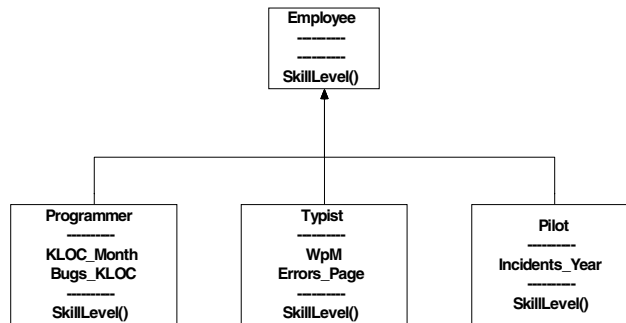 Employee
----------
----------
SkillLevel()
Programmer
----------
KLOC_Month
Bugs_KLOC
----------
SkillLevel()
Typist
----------
WpM
Errors_Page
----------
SkillLevel()
Pilot
----------
Incidents_Year
----------
SkillLevel()